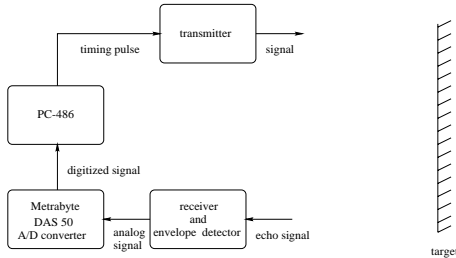 transmitter
timing pulse
signal
PC-486
digitized signal
Metrabyte
DAS 50
A/D converter
analog
signal
receiver
and
envelope detector
echo signal
target